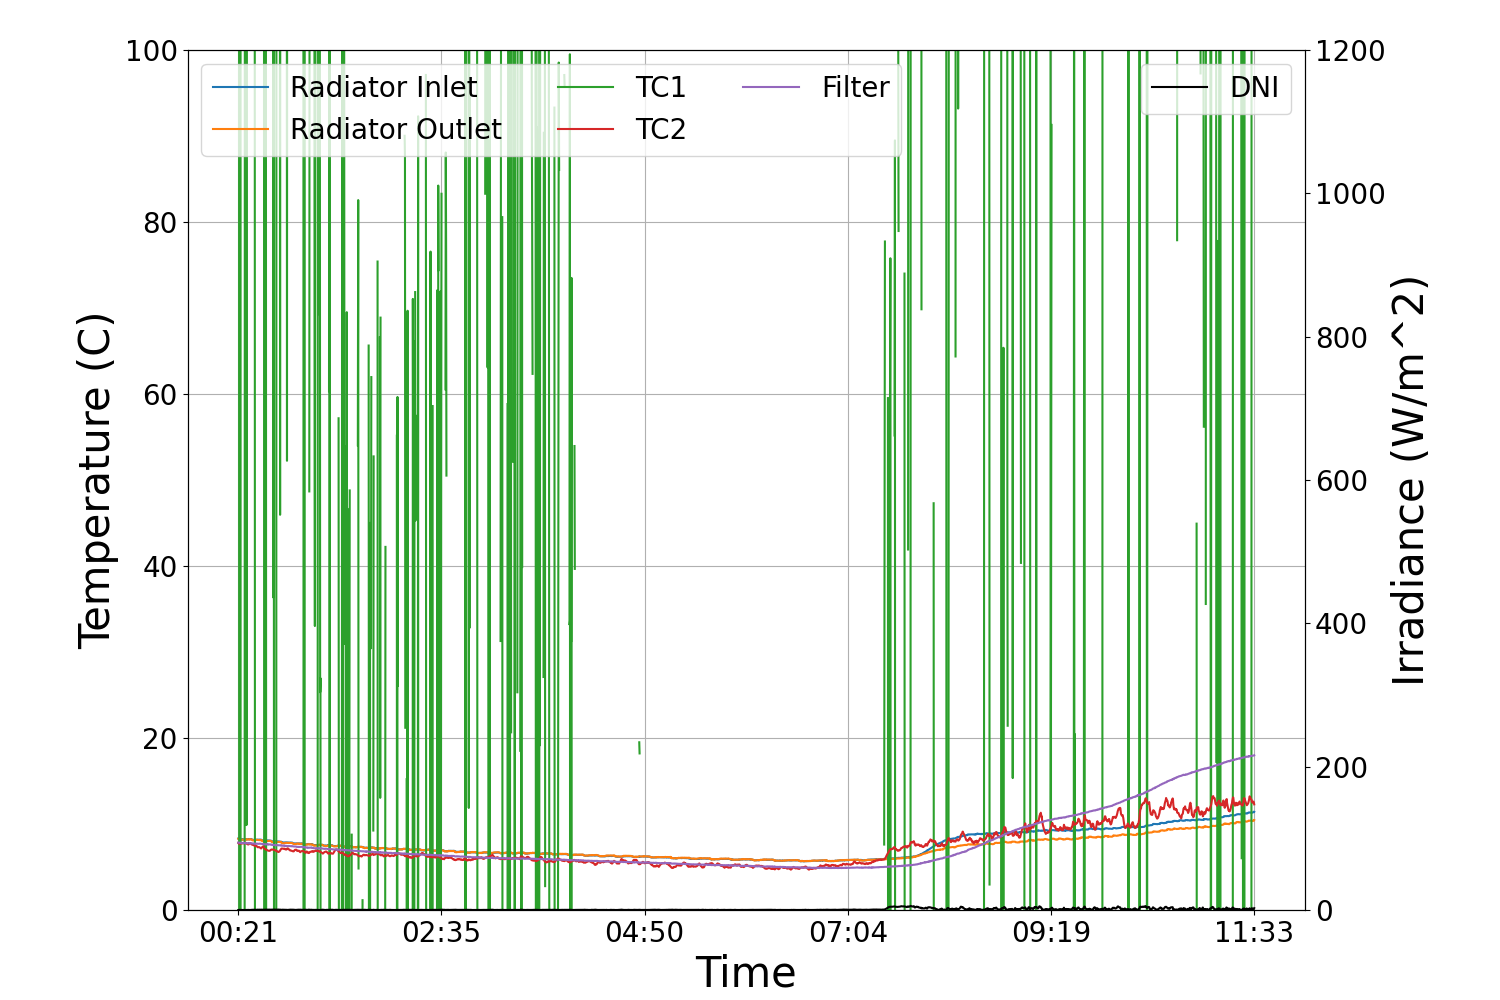 100
80
60
40
20
0
Temperature (C)
Radiator Inlet
Radiator Outlet
TC1
TC2
Filter
DNI
1200
1000
800
600
400
200
0
Irradiance (W/m^2)
00:21
02:35
04:50
07:04
09:19
11:33
Time